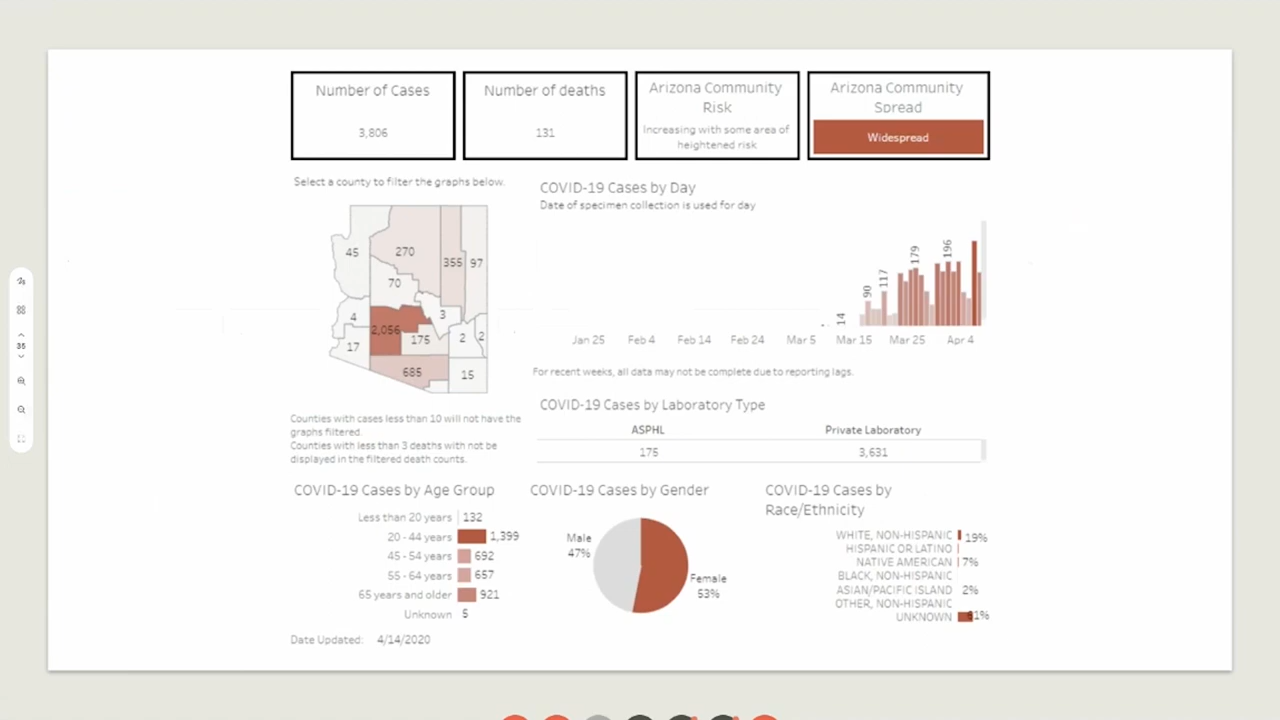 Number of Cases
3,806
Number of deaths
131
Arizona Community
Risk
Increasing with some area of
heightened risk
Arizona Community
Spread
Widespread
Select a county to filter the graphs below.
45
270
355
97
70
4
2,056
3
17
175
2
2
685
15
Counties with cases less than 10 will not have the
graphs filtered.
Counties with less than 3 deaths with not be
displayed in the filtered death counts.
COVID-19 Cases by Day
Date of specimen collection is used for day
14
90
117
179
196
Jan 25 Feb 4 Feb 14 Feb 24 Mar 5 Mar 15 Mar 25 Apr 4
For recent weeks, all data may not be complete due to reporting lags.
COVID-19 Cases by Laboratory Type
ASPHL Private Laboratory
175 3,631
COVID-19 Cases by Age Group
Less than 20 years 132
20 - 44 years 1,399
45 - 54 years 692
55 - 64 years 657
65 years and older 921
Unknown 5
COVID-19 Cases by Gender
Male
47%
Female
53%
COVID-19 Cases by
Race/Ethnicity
WHITE, NON-HISPANIC 19%
HISPANIC OR LATINO
NATIVE AMERICAN 7%
BLACK, NON-HISPANIC
ASIAN/PACIFIC ISLAND 2%
OTHER, NON-HISPANIC
UNKNOWN 61%
Date Updated: 4/14/2020
35